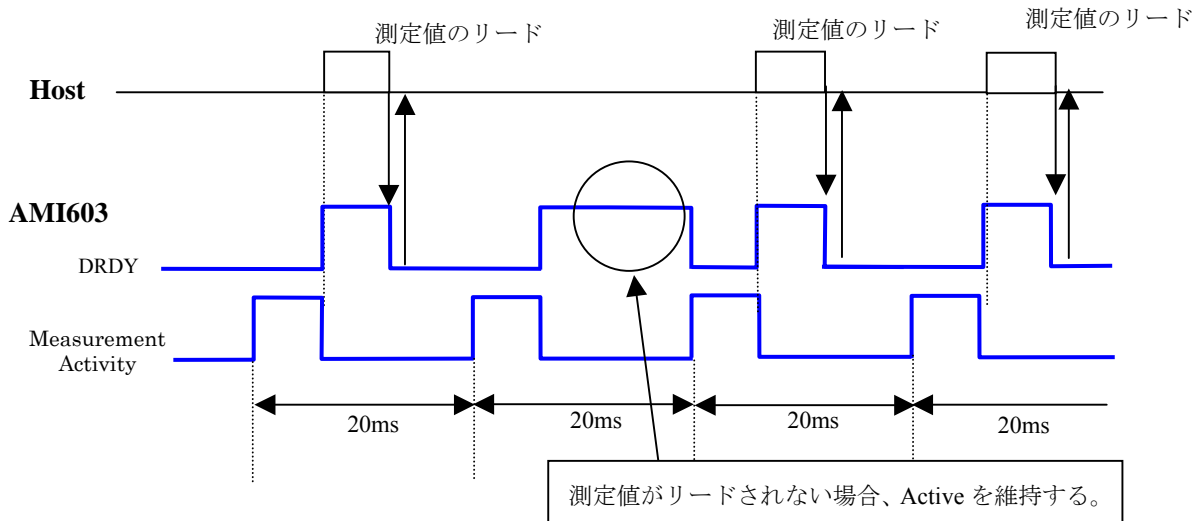 測定値のリード
測定値のリード
測定値のリード
Host
AMI603
DRDY
Measurement
Activity
20ms
20ms
20ms
20ms
測定値がリードされない場合、Active を維持する。